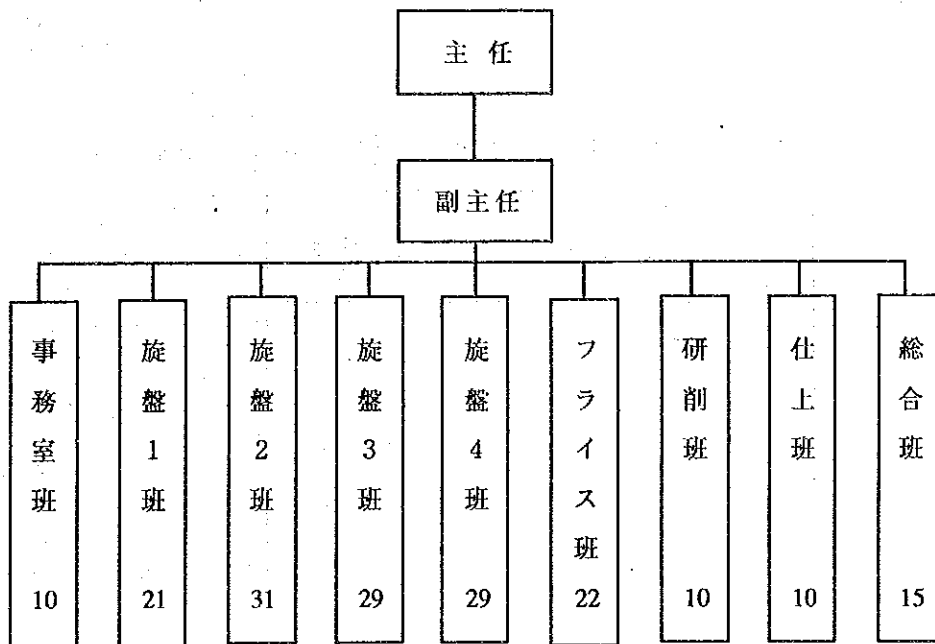 主任
副主任
事務室班
10
旋盤1班
21
旋盤2班
31
旋盤3班
29
旋盤4班
29
フライス班
22
研削班
10
仕上班
10
総合班
15